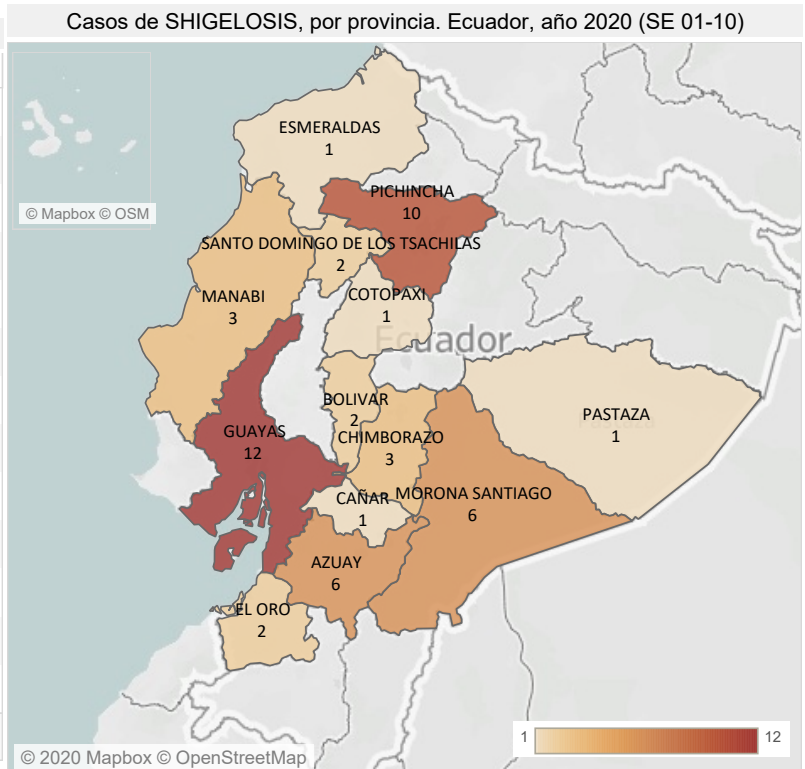 Casos de SHIGELOSIS, por provincia. Ecuador, año 2020 (SE 01-10)
ESMERALDAS
1
© Mapbox © OSM
PICHINCHA
10
SANTO DOMINGO DE LOS TSACHILAS
2
MANABI
3
COTOPAXI
1
Ecuador
BOLIVAR
2
PASTAZA
1
Pastaza
GUAYAS
12
CHIMBORAZO
3
MORONA SANTIAGO
6
CAÑAR
1
AZUAY
6
EL ORO
2
1
12
© 2020 Mapbox © OpenStreetMap